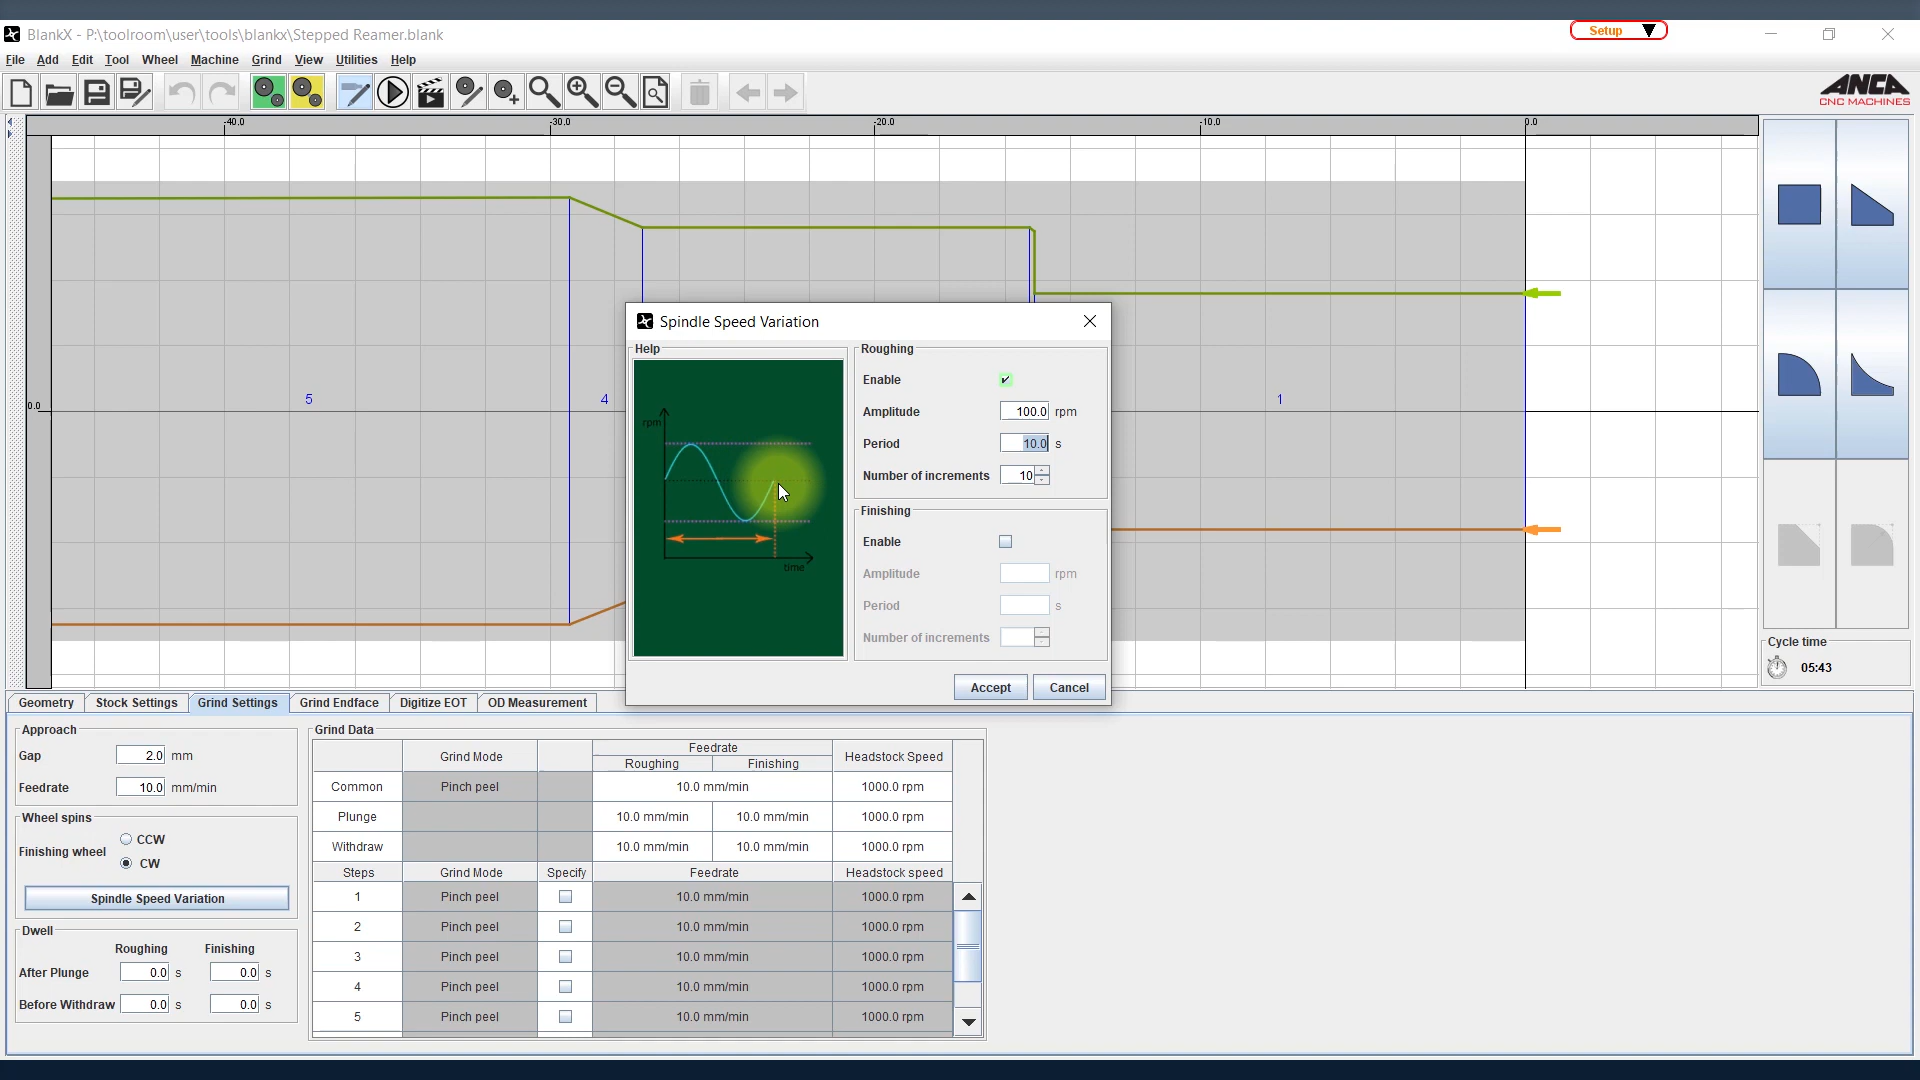 BlankX - P:\toolroom\user\tools\blankx\Stepped Reamer.blank
Setup
File Add Edit Tool Wheel Machine Grind View Utilities Help
ANCA
CNC MACHINES
-40.0 -30.0 -20.0 -10.0 0.0
0.0
5 4 1
Spindle Speed Variation
Help
rpm
time
Roughing
Enable
Amplitude 100.0 rpm
Period 10.0 s
Number of increments 10
Finishing
Enable
Amplitude rpm
Period s
Number of increments
Accept Cancel
Cycle time
05:43
Geometry Stock Settings Grind Settings Grind Endface Digitize EOT OD Measurement
Approach
Gap 2.0 mm
Feedrate 10.0 mm/min
Wheel spins
Finishing wheel
CCW
CW
Spindle Speed Variation
Dwell
Roughing Finishing
After Plunge 0.0 s 0.0 s
Before Withdraw 0.0 s 0.0 s
Grind Data
Grind Mode Feedrate Headstock Speed
Roughing Finishing
Common Pinch peel 10.0 mm/min 1000.0 rpm
Plunge 10.0 mm/min 10.0 mm/min 1000.0 rpm
Withdraw 10.0 mm/min 10.0 mm/min 1000.0 rpm
Steps Grind Mode Specify Feedrate Headstock speed
1 Pinch peel 10.0 mm/min 1000.0 rpm
2 Pinch peel 10.0 mm/min 1000.0 rpm
3 Pinch peel 10.0 mm/min 1000.0 rpm
4 Pinch peel 10.0 mm/min 1000.0 rpm
5 Pinch peel 10.0 mm/min 1000.0 rpm